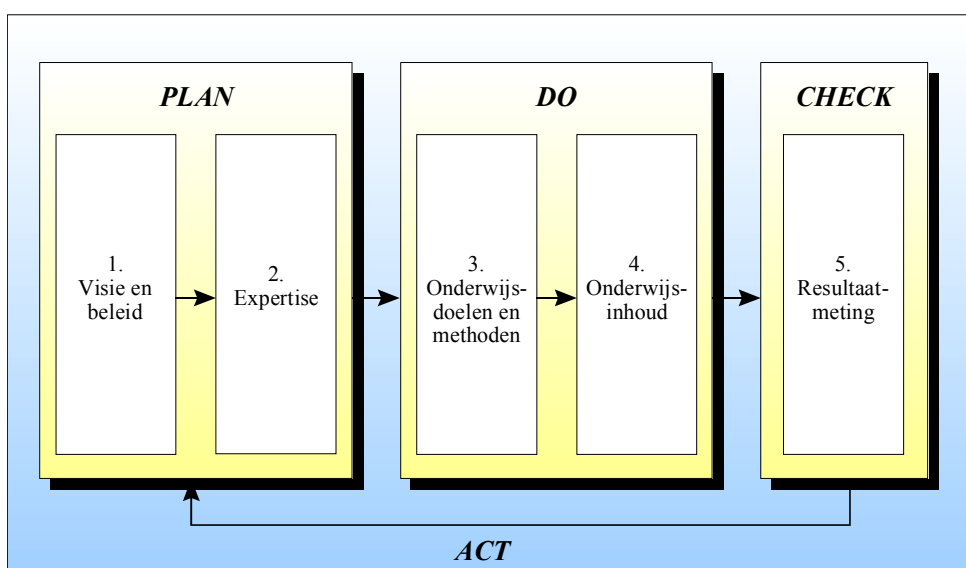 PLAN
1.
Visie en
beleid
2.
Expertise
DO
3.
Onderwijs-
doelen en
methoden
4.
Onderwijs-
inhoud
CHECK
5.
Resultaat-
meting
ACT